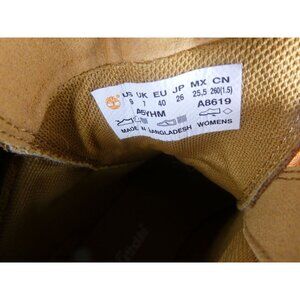 US UK EU JP MX CN
9 7 40 26 25,5 260(1.5)
A5YHM A8619
MADE IN BANGLADESH WOMENS